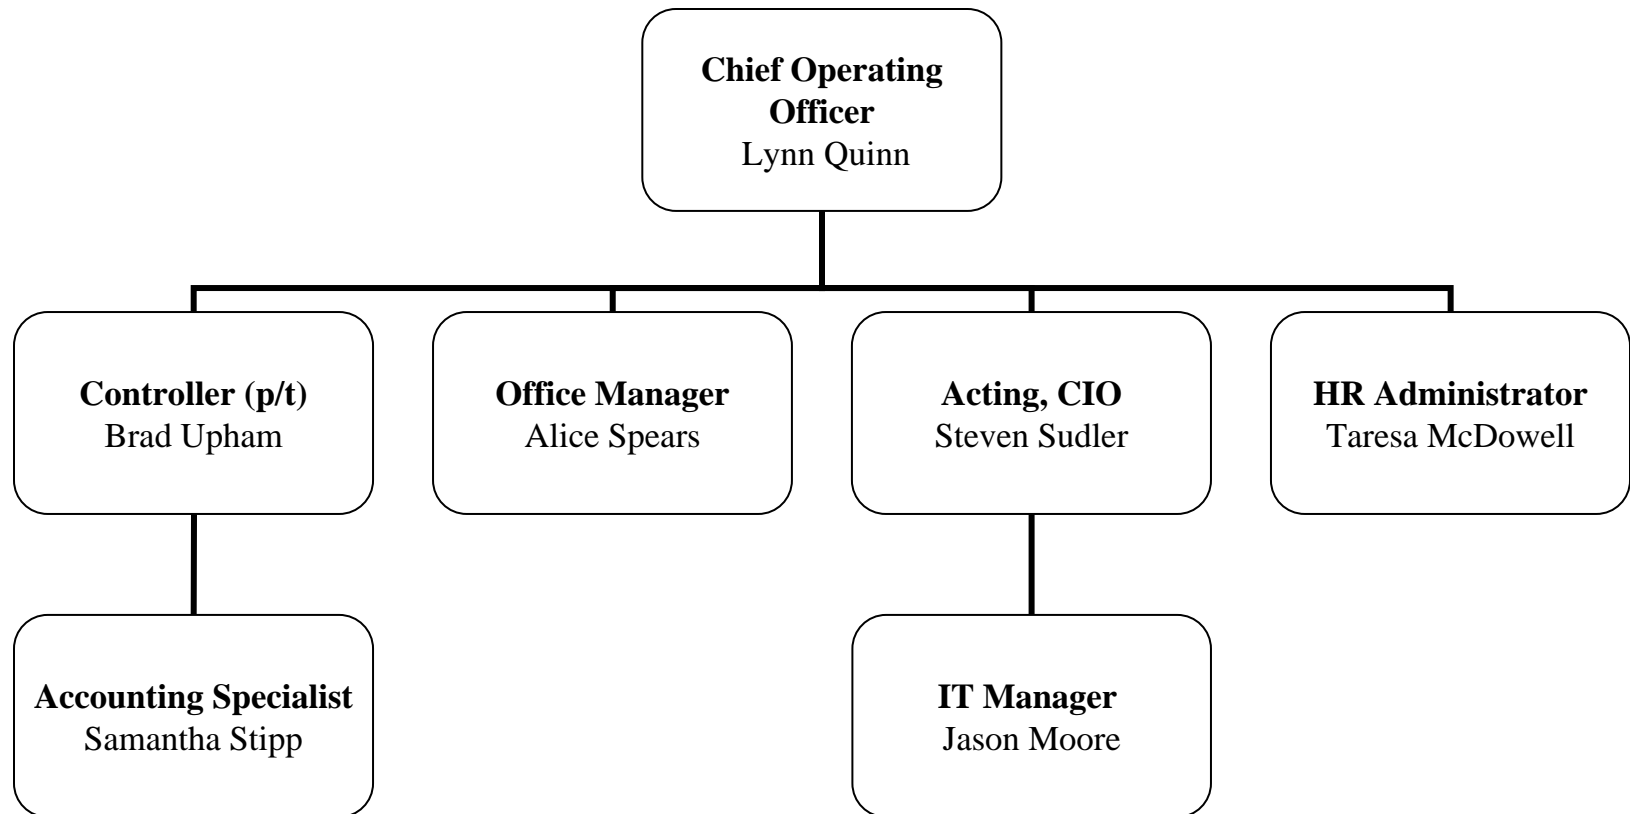 Chief Operating
Officer
Lynn Quinn
Controller (p/t)
Brad Upham
Office Manager
Alice Spears
Acting, CIO
Steven Sudler
HR Administrator
Taresa McDowell
Accounting Specialist
Samantha Stipp
IT Manager
Jason Moore